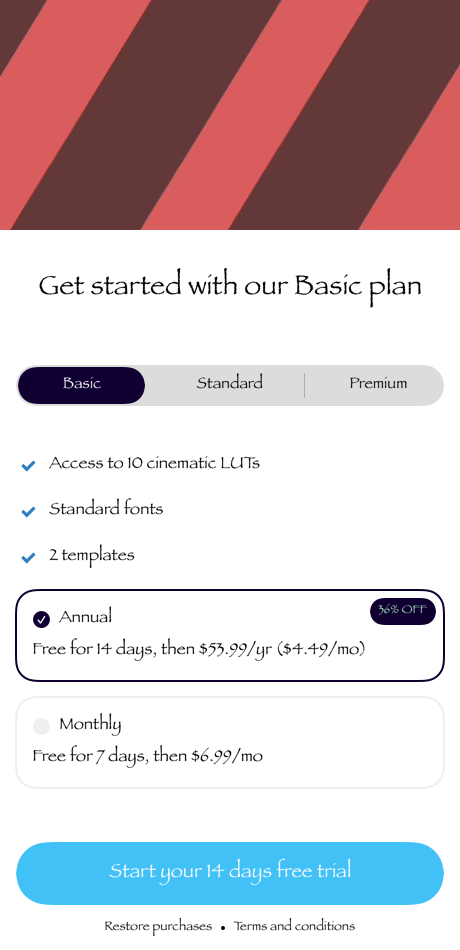 Get started with our Basic plan
Basic
Standard
Premium
Access to 10 cinematic LUTs
Standard fonts
2 templates
Annual
36% OFF
Free for 14 days, then $53.99/yr ($4.49/mo)
Monthly
Free for 7 days, then $6.99/mo
Start your 14 days free trial
Restore purchases • Terms and conditions